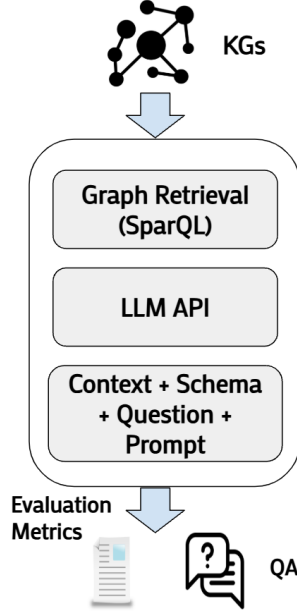 KGs
Graph Retrieval
(SparQL)
LLM API
Context + Schema
+ Question +
Prompt
Evaluation
Metrics
?
QA